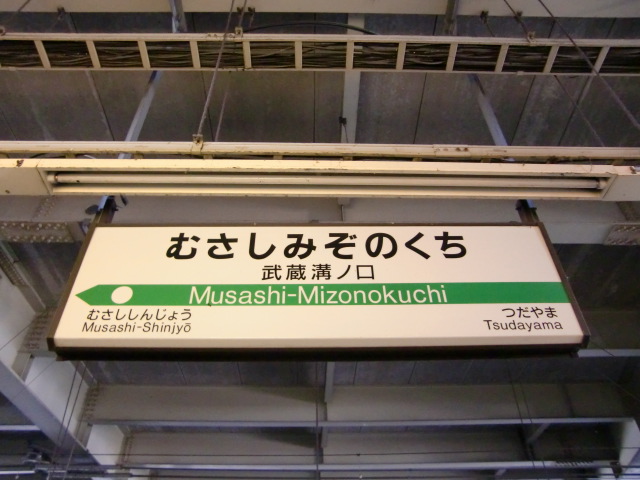 むさしみぞのくち
武蔵溝ノ口
Musashi-Mizonokuchi
むさししんじょう
Musashi-Shinjyō
つだやま
Tsudayama